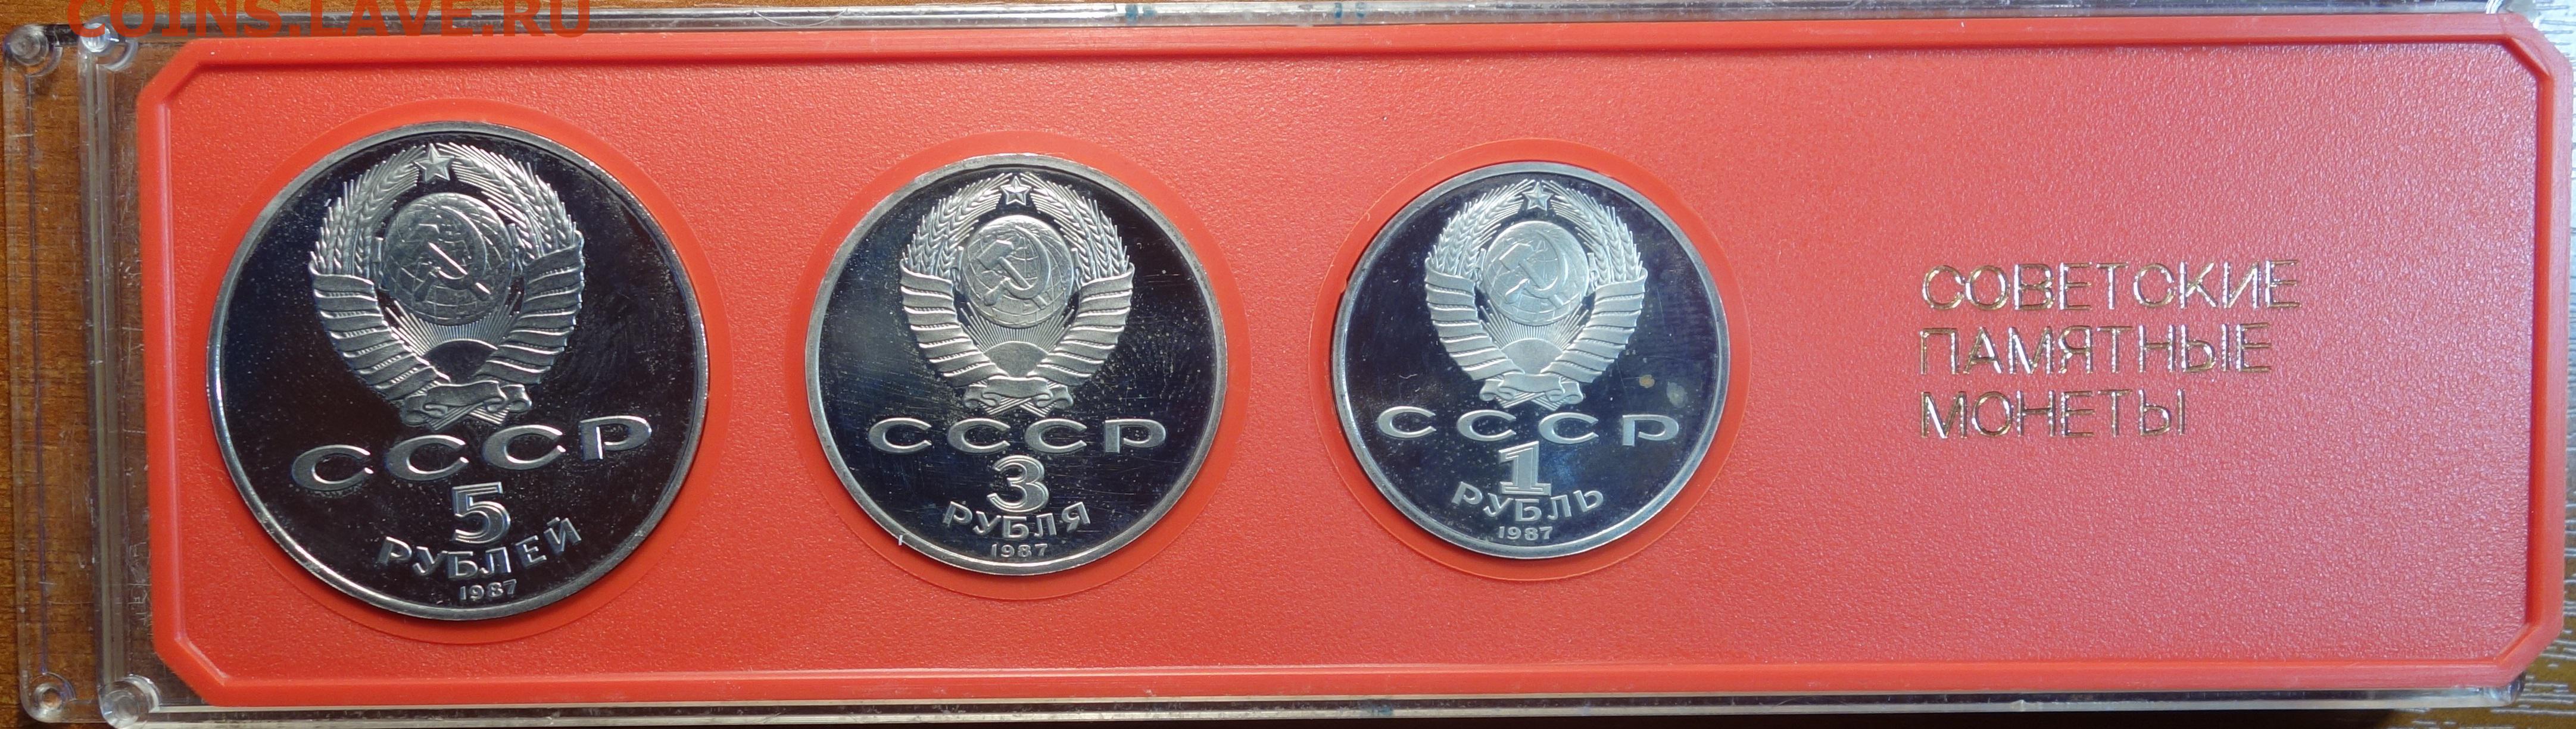 COINS.LAVE.RU
СССР
5
РУБЛЕЙ
1987
СССР
3
РУБЛЯ
1987
СССР
1
РУБЛЬ
1987
СОВЕТСКИЕ
ПАМЯТНЫЕ
МОНЕТЫ